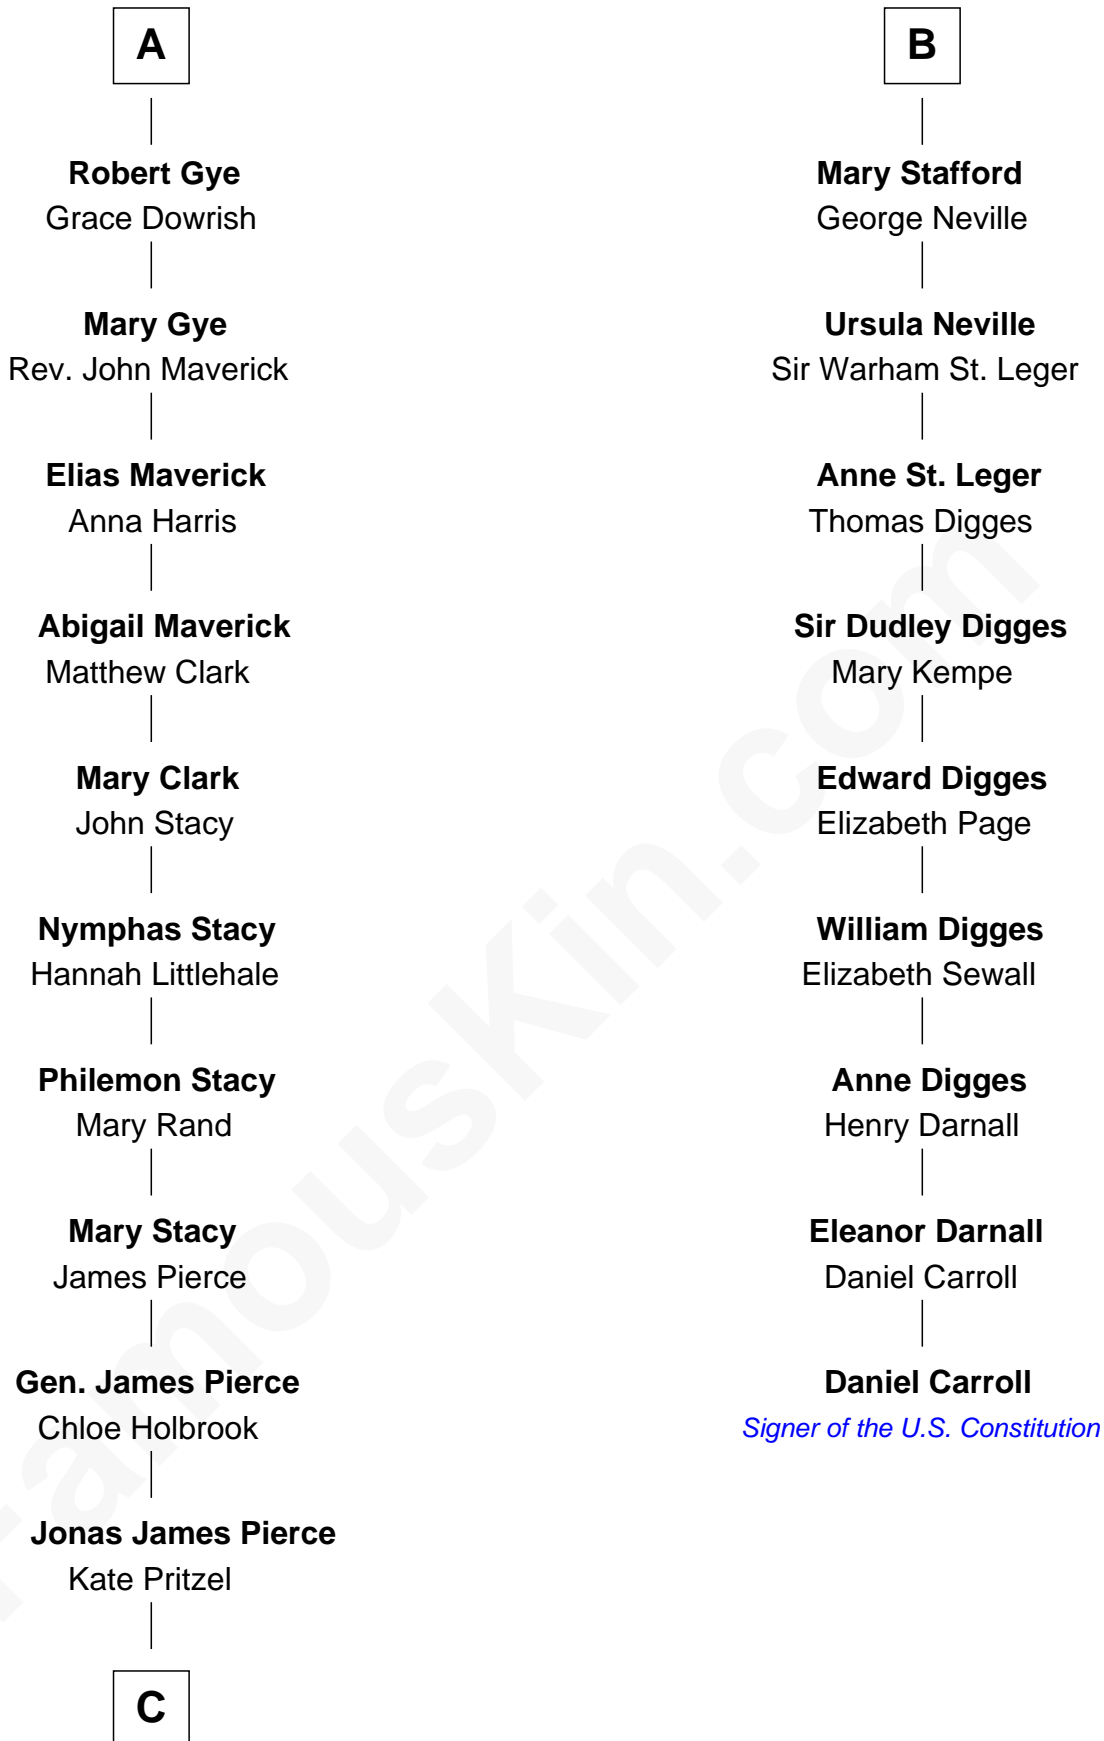 A
Robert Gye
Grace Dowrish
Mary Gye
Rev. John Maverick
Elias Maverick
Anna Harris
Abigail Maverick
Matthew Clark
Mary Clark
John Stacy
Nymphas Stacy
Hannah Littlehale
Philemon Stacy
Mary Rand
Mary Stacy
James Pierce
Gen. James Pierce
Chloe Holbrook
Jonas James Pierce
Kate Pritzel
C
B
Mary Stafford
George Neville
Ursula Neville
Sir Warham St. Leger
Anne St. Leger
Thomas Digges
Sir Dudley Digges
Mary Kempe
Edward Digges
Elizabeth Page
William Digges
Elizabeth Sewall
Anne Digges
Henry Darnall
Eleanor Darnall
Daniel Carroll
Daniel Carroll
Signer of the U.S. Constitution
FamousKin.com